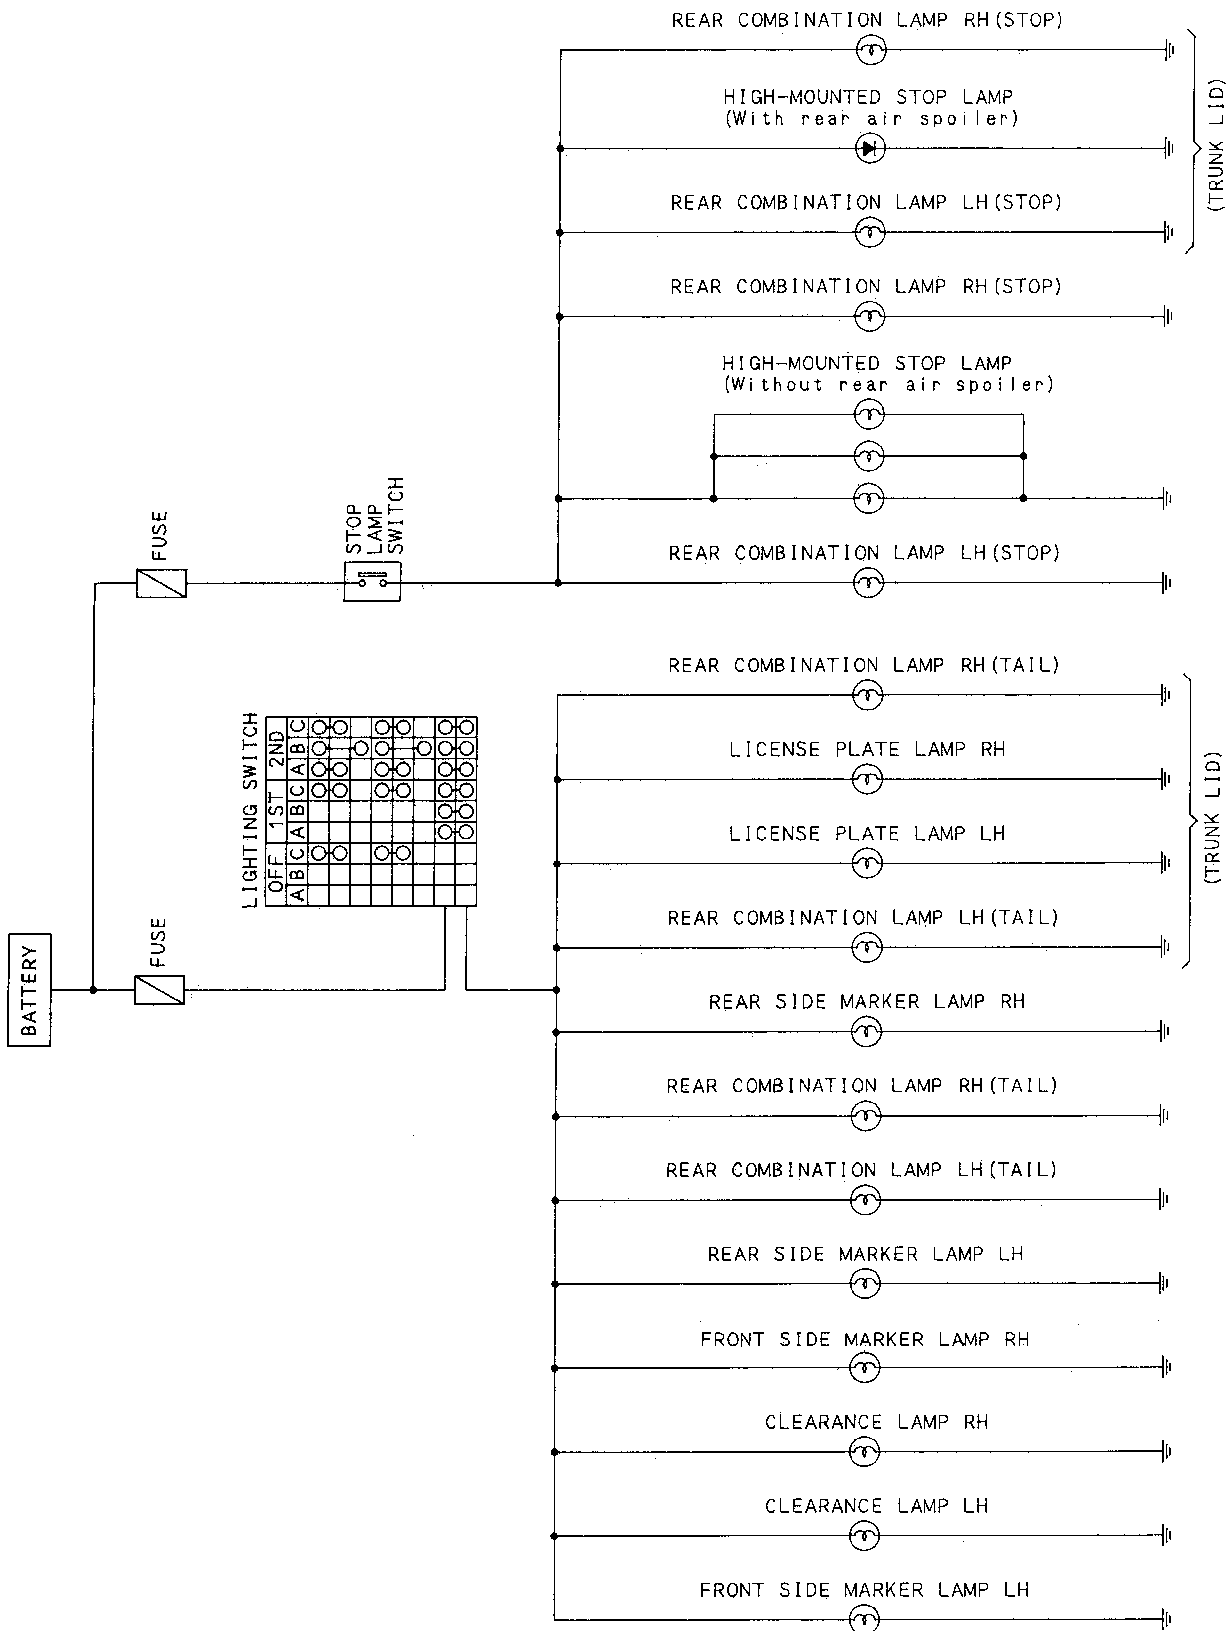 REAR COMBINATION LAMP RH (STOP)
HIGH-MOUNTED STOP LAMP
(With rear air spoiler)
REAR COMBINATION LAMP LH (STOP)
(TRUNK LID)
REAR COMBINATION LAMP RH (STOP)
HIGH-MOUNTED STOP LAMP
(Without rear air spoiler)
REAR COMBINATION LAMP LH (STOP)
FUSE
STOP
LAMP
SWITCH
REAR COMBINATION LAMP RH (TAIL)
LICENSE PLATE LAMP RH
LICENSE PLATE LAMP LH
REAR COMBINATION LAMP LH (TAIL)
(TRUNK LID)
LIGHTING SWITCH
OFF 1ST 2ND
A B C A B C A B C
FUSE
BATTERY
REAR SIDE MARKER LAMP RH
REAR COMBINATION LAMP RH (TAIL)
REAR COMBINATION LAMP LH (TAIL)
REAR SIDE MARKER LAMP LH
FRONT SIDE MARKER LAMP RH
CLEARANCE LAMP RH
CLEARANCE LAMP LH
FRONT SIDE MARKER LAMP LH